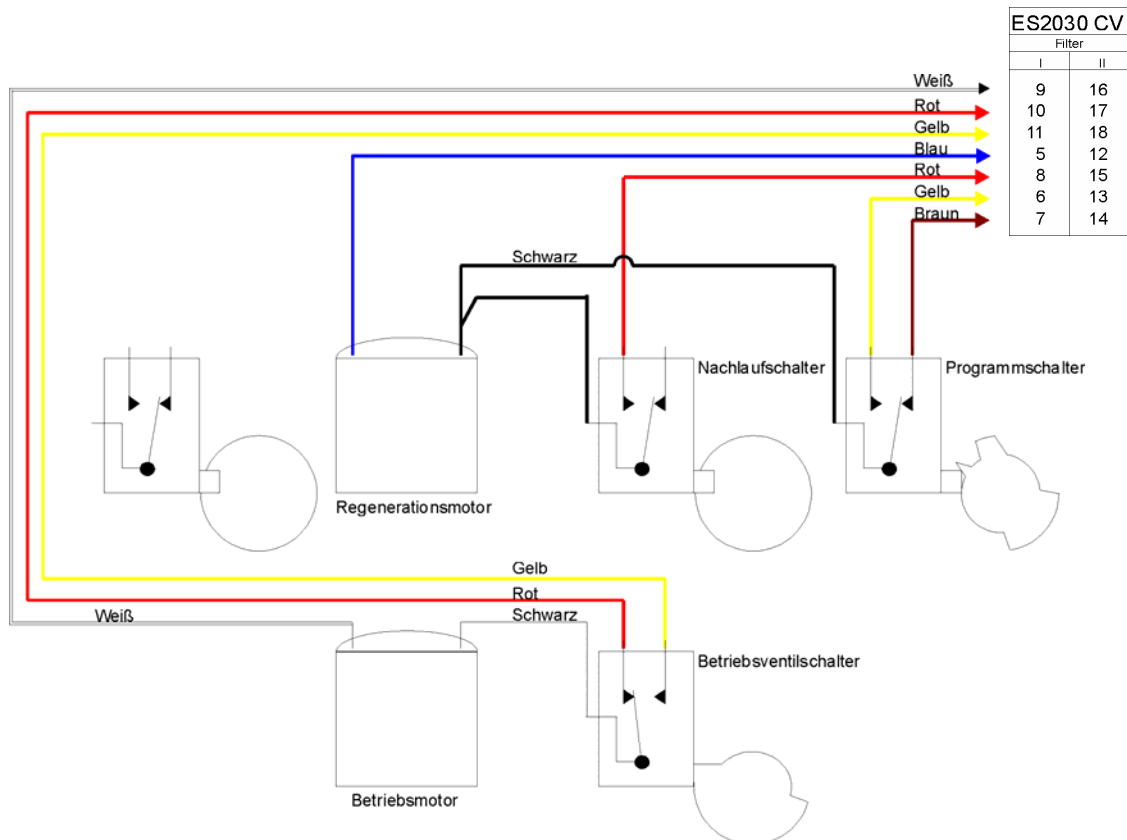 ES2030 CV
Filter
I II
Weiß 9 16
Rot 10 17
Gelb 11 18
Blau 5 12
Rot 8 15
Gelb 6 13
Braun 7 14
Schwarz
Nachlaufschalter
Programmschalter
Regenerationsmotor
Gelb
Rot
Weiß
Schwarz
Betriebsventilschalter
Betriebsmotor